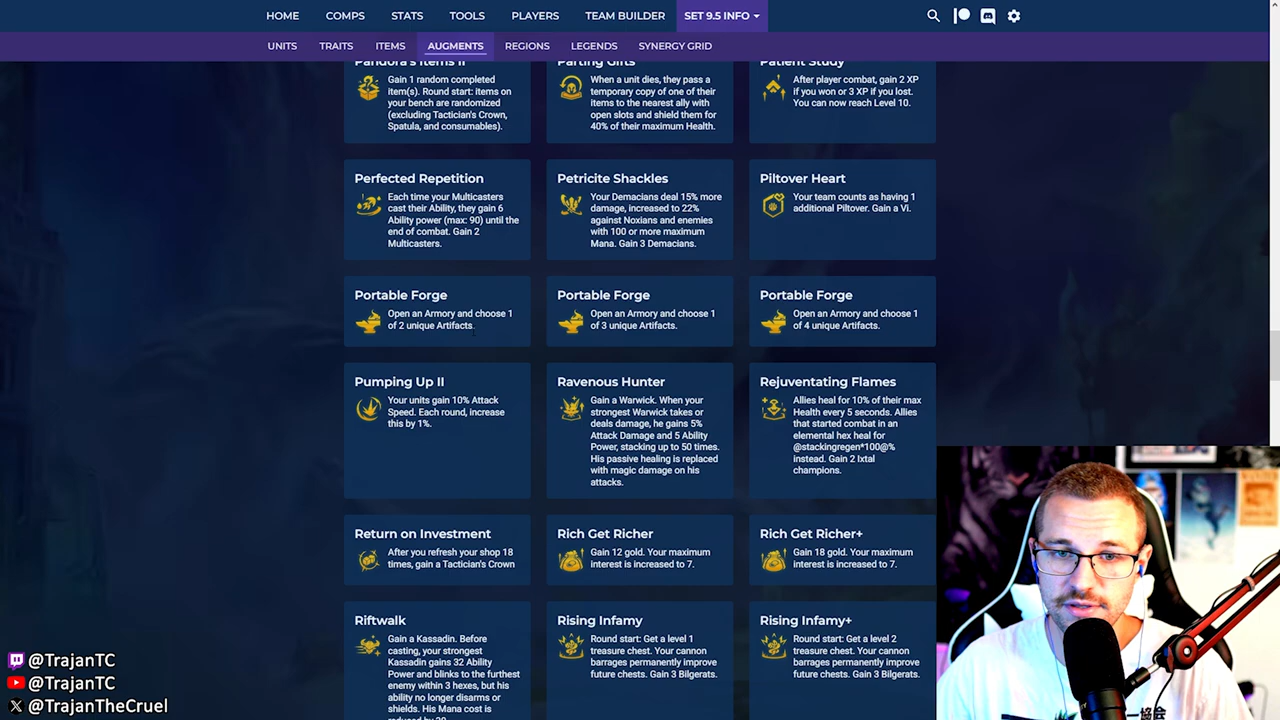 HOME COMPS STATS TOOLS PLAYERS TEAM BUILDER SET 9.5 INFO
UNITS TRAITS ITEMS AUGMENTS REGIONS LEGENDS SYNERGY GRID
Pandora's Items II
Gain 1 random completed
item(s). Round start: items on
your bench are randomized
(excluding Tactician's Crown,
Spatula, and consumables).
Parting Gifts
When a unit dies, they pass a
temporary copy of one of their
items to the nearest ally with
open slots and shield them for
40% of their maximum Health.
Patient Study
After player combat, gain 2 XP
if you won or 3 XP if you lost.
You can now reach Level 10.
Perfected Repetition
Each time your Multicasters
cast their Ability, they gain 6
Ability power (max: 90) until the
end of combat. Gain 2
Multicasters.
Petricite Shackles
Your Demacians deal 15% more
damage, increased to 22%
against Noxians and enemies
with 100 or more maximum
Mana. Gain 3 Demacians.
Piltover Heart
Your team counts as having 1
additional Piltover. Gain a Vi.
Portable Forge
Open an Armory and choose 1
of 2 unique Artifacts.
Portable Forge
Open an Armory and choose 1
of 3 unique Artifacts.
Portable Forge
Open an Armory and choose 1
of 4 unique Artifacts.
Pumping Up II
Your units gain 10% Attack
Speed. Each round, increase
this by 1%.
Ravenous Hunter
Gain a Warwick. When your
strongest Warwick takes or
deals damage, he gains 5%
Attack Damage and 5 Ability
Power, stacking up to 50 times.
His passive healing is replaced
with magic damage on his
attacks.
Rejuventating Flames
Allies heal for 10% of their max
Health every 5 seconds. Allies
that started combat in an
elemental hex heal for
@stackingregen*100@%
instead. Gain 2 Ixtal
champions.
Return on Investment
After you refresh your shop 18
times, gain a Tactician's Crown
Rich Get Richer
Gain 12 gold. Your maximum
interest is increased to 7.
Rich Get Richer+
Gain 18 gold. Your maximum
interest is increased to 7.
Riftwalk
Gain a Kassadin. Before
casting, your strongest
Kassadin gains 32 Ability
Power and blinks to the furthest
enemy within 3 hexes, but his
ability no longer disarms or
shields. His Mana cost is
reduced by 20.
Rising Infamy
Round start: Get a level 1
treasure chest. Your cannon
barrages permanently improve
future chests. Gain 3 Bilgerats.
Rising Infamy+
Round start: Get a level 2
treasure chest. Your cannon
barrages permanently improve
future chests. Gain 3 Bilgerats.
@TrajanTC
@TrajanTC
@TrajanTheCruel